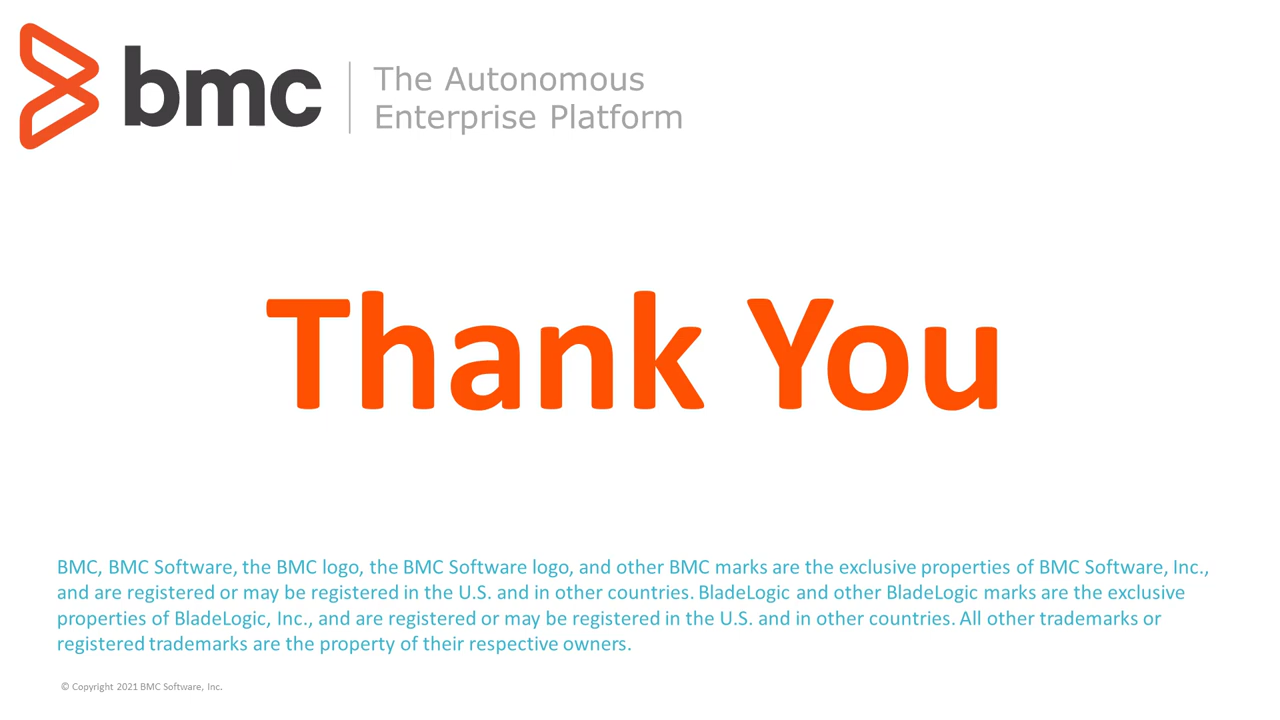 bmc
The Autonomous
Enterprise Platform
Thank You
BMC, BMC Software, the BMC logo, the BMC Software logo, and other BMC marks are the exclusive properties of BMC Software, Inc.,
and are registered or may be registered in the U.S. and in other countries. BladeLogic and other BladeLogic marks are the exclusive
properties of BladeLogic, Inc., and are registered or may be registered in the U.S. and in other countries. All other trademarks or
registered trademarks are the property of their respective owners.
© Copyright 2021 BMC Software, Inc.